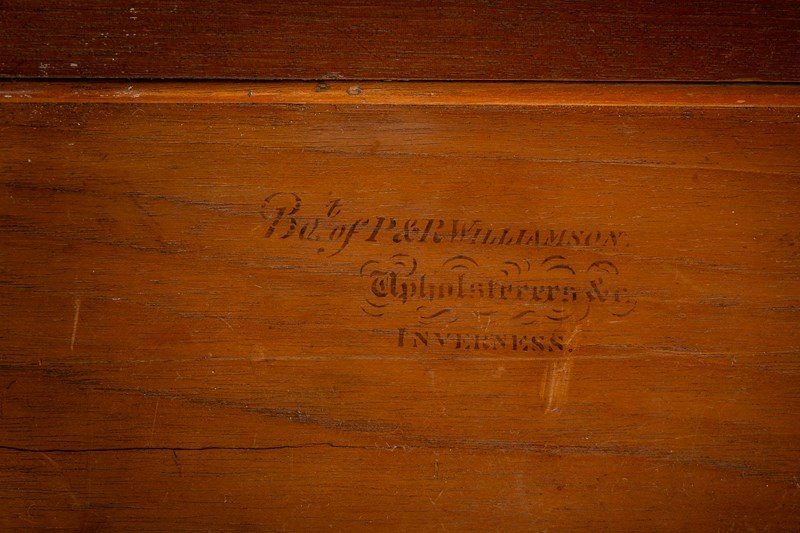 Bo.t of P & R WILLIAMSON.
Upholsterers & c.
INVERNESS.